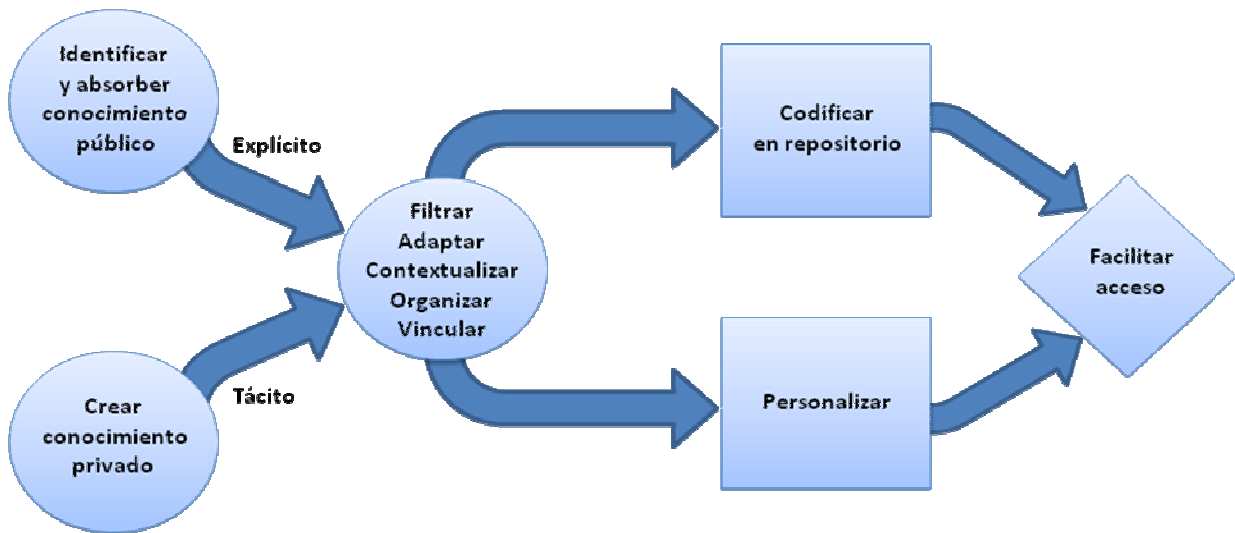 Identificar
y absorber
conocimiento
público
Explícito
Crear
conocimiento
privado
Tácito
Filtrar
Adaptar
Contextualizar
Organizar
Vincular
Codificar
en repositorio
Personalizar
Facilitar
acceso